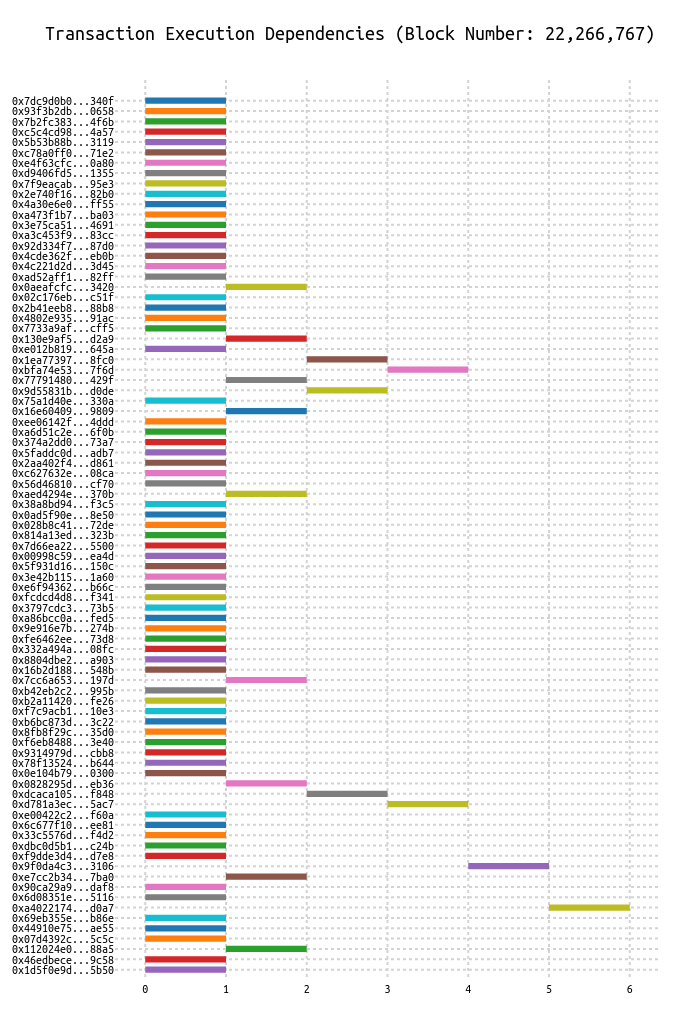 Transaction Execution Dependencies (Block Number: 22,266,767)
0x7dc9d0b0...340f
0x93f3b2db...0658
0x7b2fc383...4f6b
0xc5c4cd98...4a57
0x5b53b88b...3119
0xc78a0ff0...71e2
0xe4f63cfc...0a80
0xd9406fd5...1355
0x7f9eacab...95e3
0x2e740f16...82b0
0x4a30e6e0...ff55
0xa473f1b7...ba03
0x3e75ca51...4691
0xa3c453f9...83cc
0x92d334f7...87d0
0x4cde362f...eb0b
0x4c221d2d...3d45
0xad52aff1...82ff
0x0aeafcfc...3420
0x02c176eb...c51f
0x2b41eeb8...88b8
0x4802e935...91ac
0x7733a9af...cff5
0x130e9af5...d2a9
0xe012b819...645a
0x1ea77397...8fc0
0xbfa74e53...7f6d
0x77791480...429f
0x9d55831b...d0de
0x75a1d40e...330a
0x16e60409...9809
0xee06142f...4ddd
0xa6d51c2e...6f0b
0x374a2dd0...73a7
0x5faddc0d...adb7
0x2aa402f4...d861
0xc627632e...08ca
0x56d46810...cf70
0xaed4294e...370b
0x38a8bd94...f3c5
0x0ad5f90e...8e50
0x028b8c41...72de
0x814a13ed...323b
0x7d66ea22...5500
0x00998c59...ea4d
0x5f931d16...150c
0x3e42b115...1a60
0xe6f94362...b66c
0xfcdcd4d8...f341
0x3797cdc3...73b5
0xa86bcc0a...fed5
0x9e916e7b...274b
0xfe6462ee...73d8
0x332a494a...08fc
0x8804dbe2...a903
0x16b2d188...548b
0x7cc6a653...197d
0xb42eb2c2...995b
0xb2a11420...fe26
0xf7c9acb1...10e3
0xb6bc873d...3c22
0x8fb8f29c...35d0
0xf6eb8488...3e40
0x9314979d...cbb8
0x78f13524...b644
0x0e104b79...0300
0x0828295d...eb36
0xdcaca105...f848
0xd781a3ec...5ac7
0xe00422c2...f60a
0x6c677f10...ee81
0x33c5576d...f4d2
0xdbc0d5b1...c24b
0xf9dde3d4...d7e8
0x9f0da4c3...3106
0xe7cc2b34...7ba0
0x90ca29a9...daf8
0x6d08351e...5116
0xa4022174...d0a7
0x69eb355e...b86e
0x44910e75...ae55
0x07d4392c...5c5c
0x112024e0...88a5
0x46edbece...9c58
0x1d5f0e9d...5b50
0 1 2 3 4 5 6